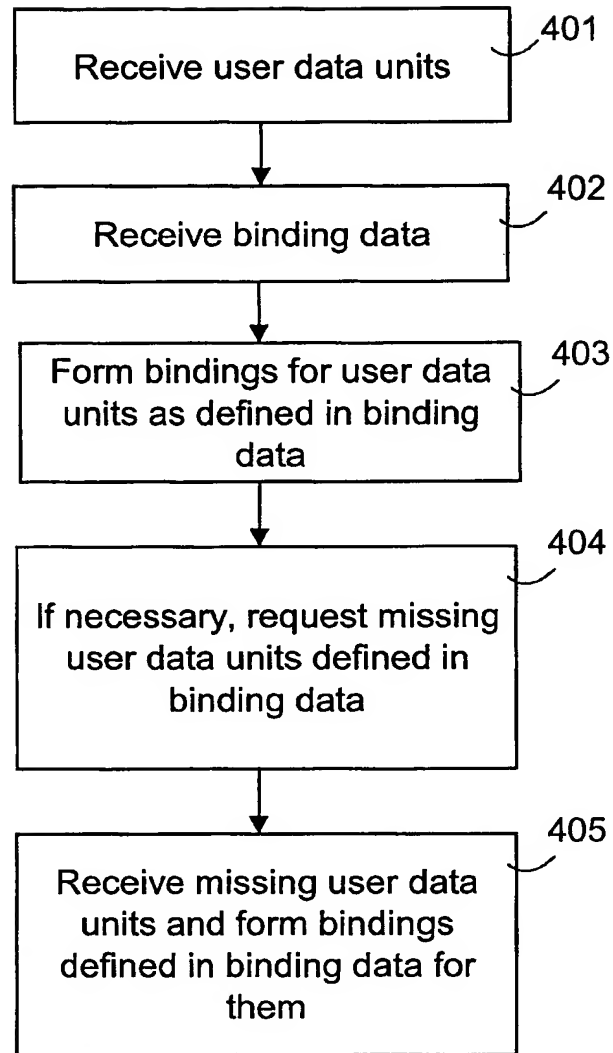 401
Receive user data units
402
Receive binding data
403
Form bindings for user data
units as defined in binding
data
404
If necessary, request missing
user data units defined in
binding data
405
Receive missing user data
units and form bindings
defined in binding data for
them